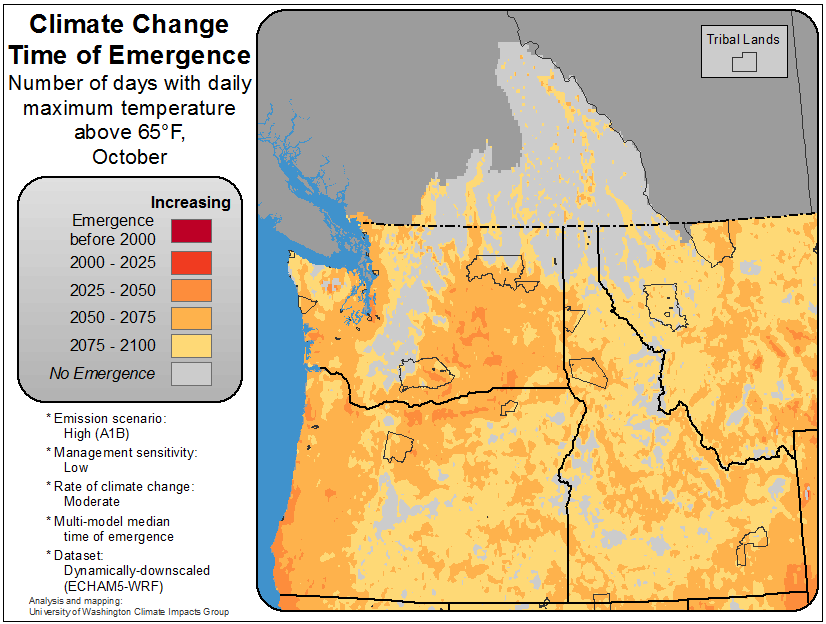 Climate Change
Time of Emergence
Number of days with daily
maximum temperature
above 65°F,
October
Increasing
Emergence
before 2000
2000 - 2025
2025 - 2050
2050 - 2075
2075 - 2100
No Emergence
* Emission scenario:
High (A1B)
* Management sensitivity:
Low
* Rate of climate change:
Moderate
* Multi-model median
time of emergence
* Dataset:
Dynamically-downscaled
(ECHAM5-WRF)
Analysis and mapping:
University of Washington Climate Impacts Group
Tribal Lands